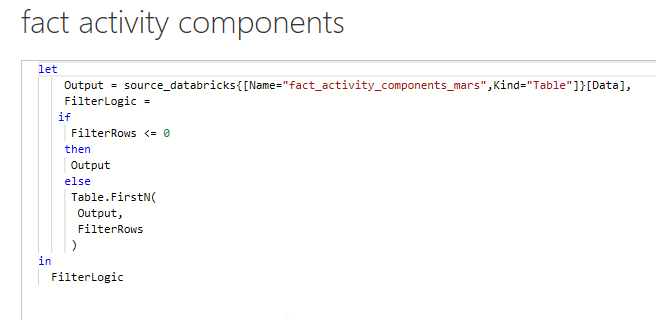 fact activity components
let
Output = source_databricks{[Name="fact_activity_components_mars",Kind="Table"]}[Data],
FilterLogic =
if
FilterRows <= 0
then
Output
else
Table.FirstN(
Output,
FilterRows
)
in
FilterLogic